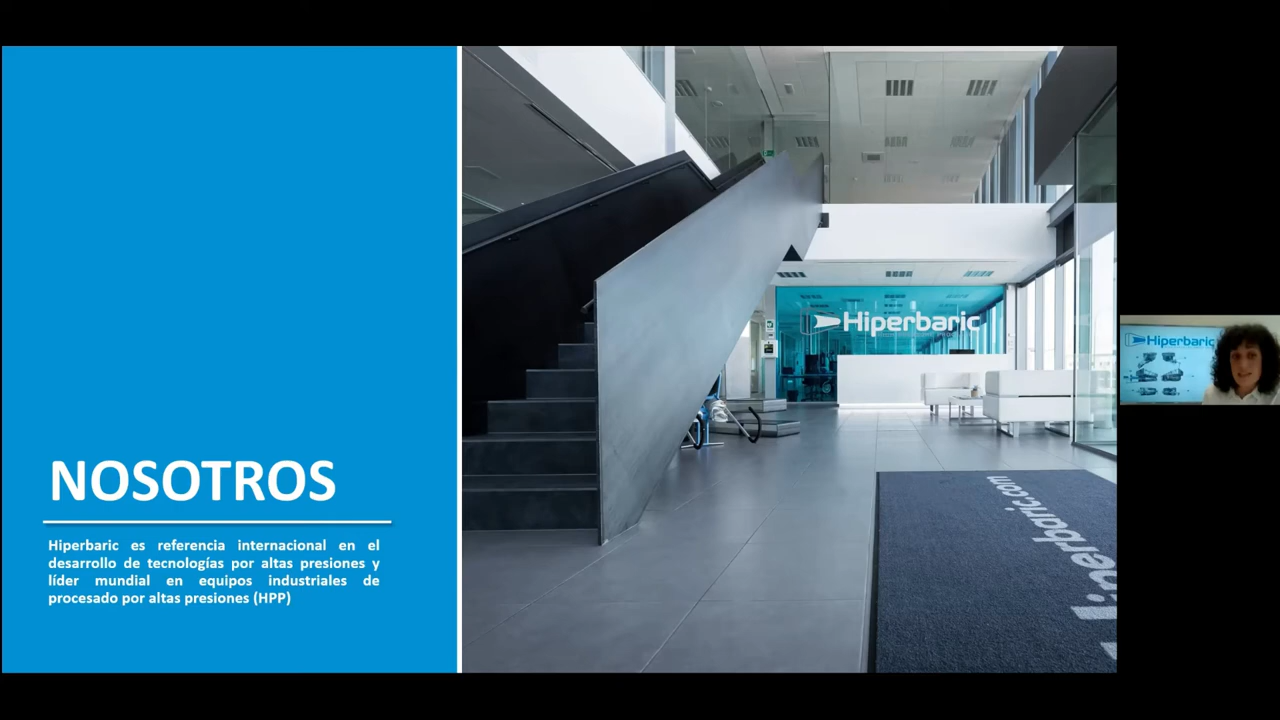 NOSOTROS
Hiperbaric es referencia internacional en el
desarrollo de tecnologías por altas presiones y
líder mundial en equipos industriales de
procesado por altas presiones (HPP)
Hiperbaric
Hiperbaric
Hiperbaric.com